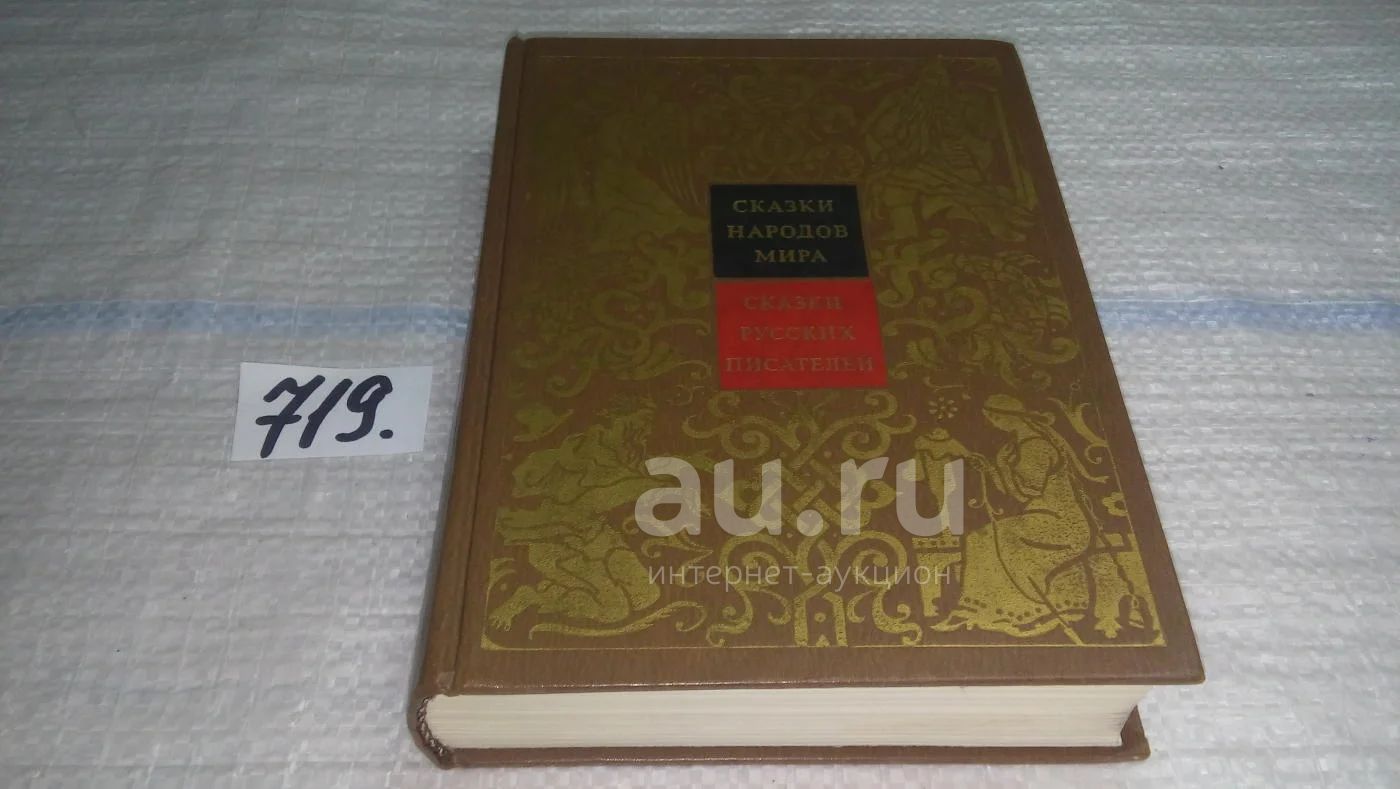 СКАЗКИ
НАРОДОВ
МИРА
СКАЗКИ
РУССКИХ
ПИСАТЕЛЕЙ
719.
au.ru
интернет-аукцион